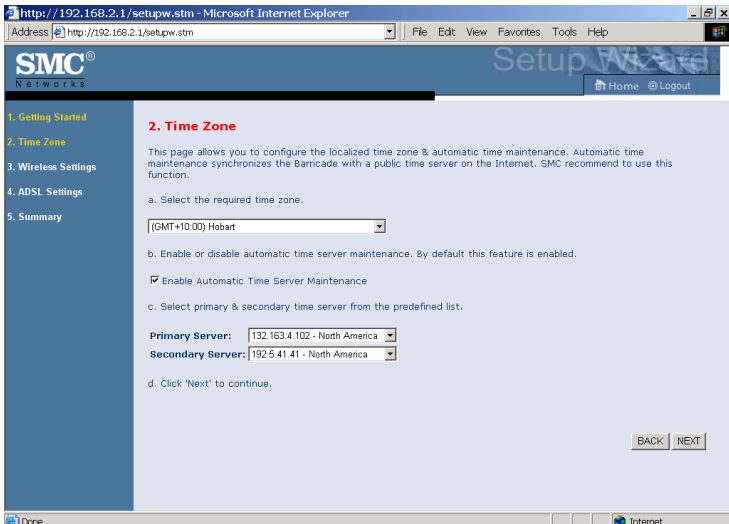 http://192.168.2.1/setupw.stm - Microsoft Internet Explorer
Address http://192.168.2.1/setupw.stm File Edit View Favorites Tools Help
SMC®
Networks
Setup Wizard
Home Logout
1. Getting Started
2. Time Zone
3. Wireless Settings
4. ADSL Settings
5. Summary
2. Time Zone
This page allows you to configure the localized time zone & automatic time maintenance. Automatic time
maintenance synchronizes the Barricade with a public time server on the Internet. SMC recommend to use this
function.
a. Select the required time zone.
(GMT+10:00) Hobart
b. Enable or disable automatic time server maintenance. By default this feature is enabled.
Enable Automatic Time Server Maintenance
c. Select primary & secondary time server from the predefined list.
Primary Server: 132.163.4.102 - North America
Secondary Server: 192.5.41.41 - North America
d. Click 'Next' to continue.
BACK NEXT
Done Internet